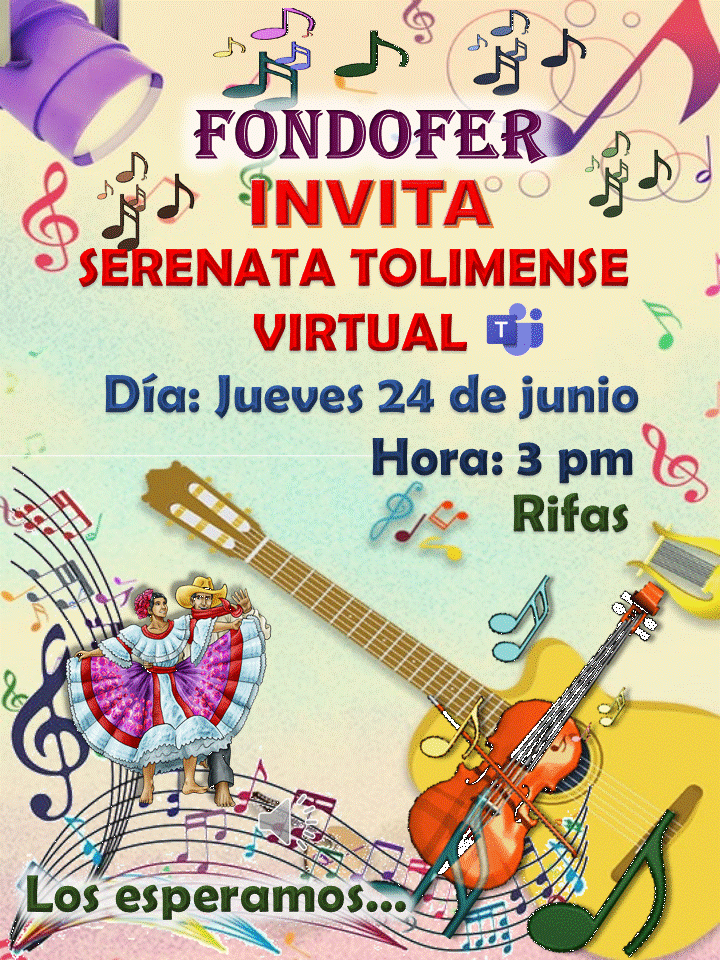 FONDOFER
INVITA
SERENATA TOLIMENSE
VIRTUAL T
Día: Jueves 24 de junio
Hora: 3 pm
Rifas
Los esperamos...